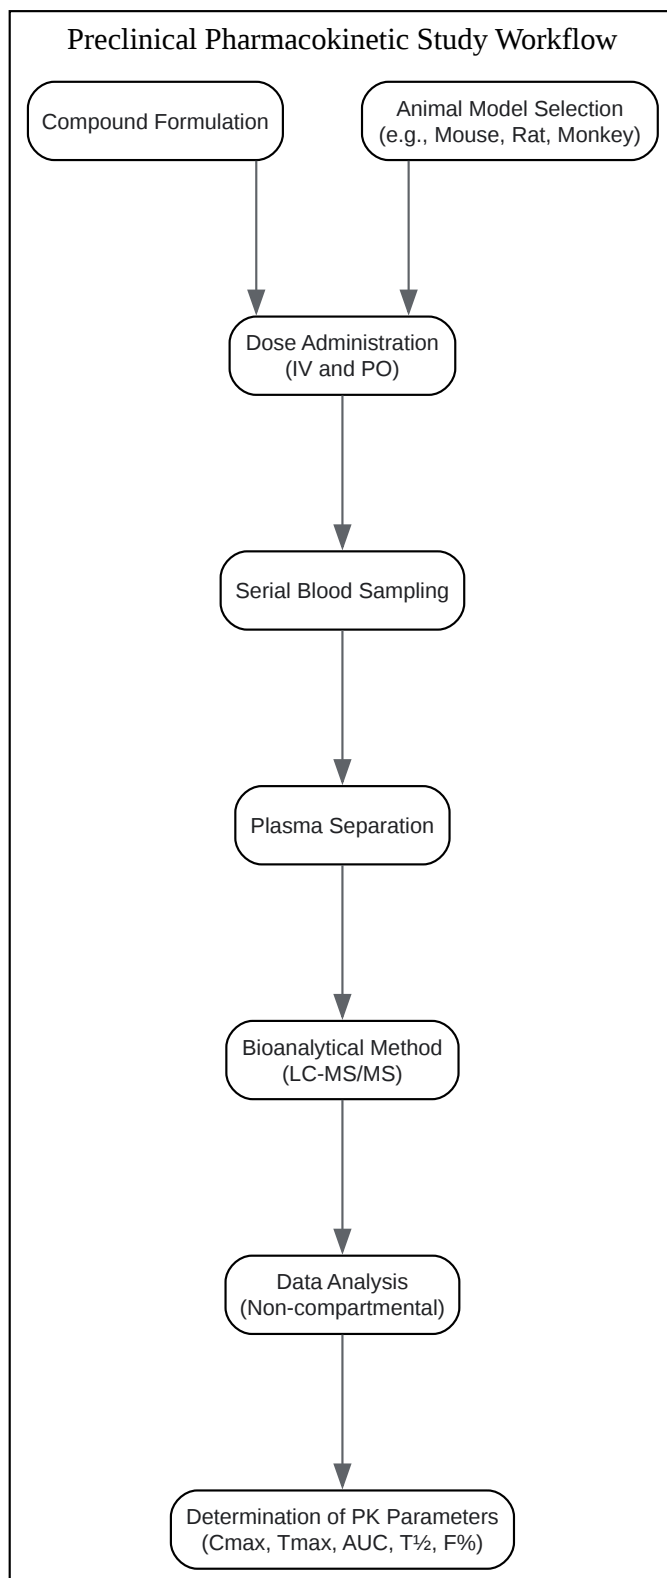 Preclinical Pharmacokinetic Study Workflow
Compound Formulation
Animal Model Selection
(e.g., Mouse, Rat, Monkey)
Dose Administration
(IV and PO)
Serial Blood Sampling
Plasma Separation
Bioanalytical Method
(LC-MS/MS)
Data Analysis
(Non-compartmental)
Determination of PK Parameters
(Cmax, Tmax, AUC, T½, F%)